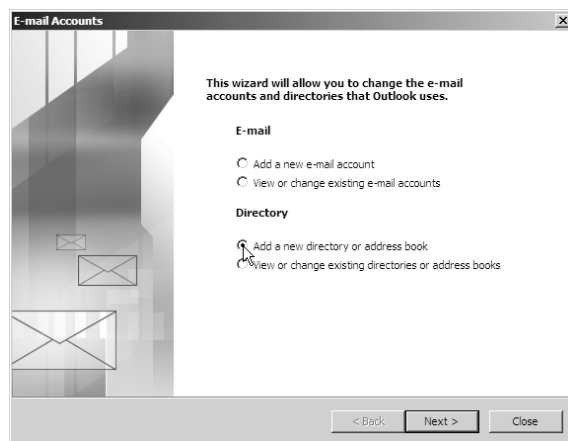 E-mail Accounts
This wizard will allow you to change the e-mail
accounts and directories that Outlook uses.
E-mail
Add a new e-mail account
View or change existing e-mail accounts
Directory
Add a new directory or address book
View or change existing directories or address books
< Back
Next >
Close